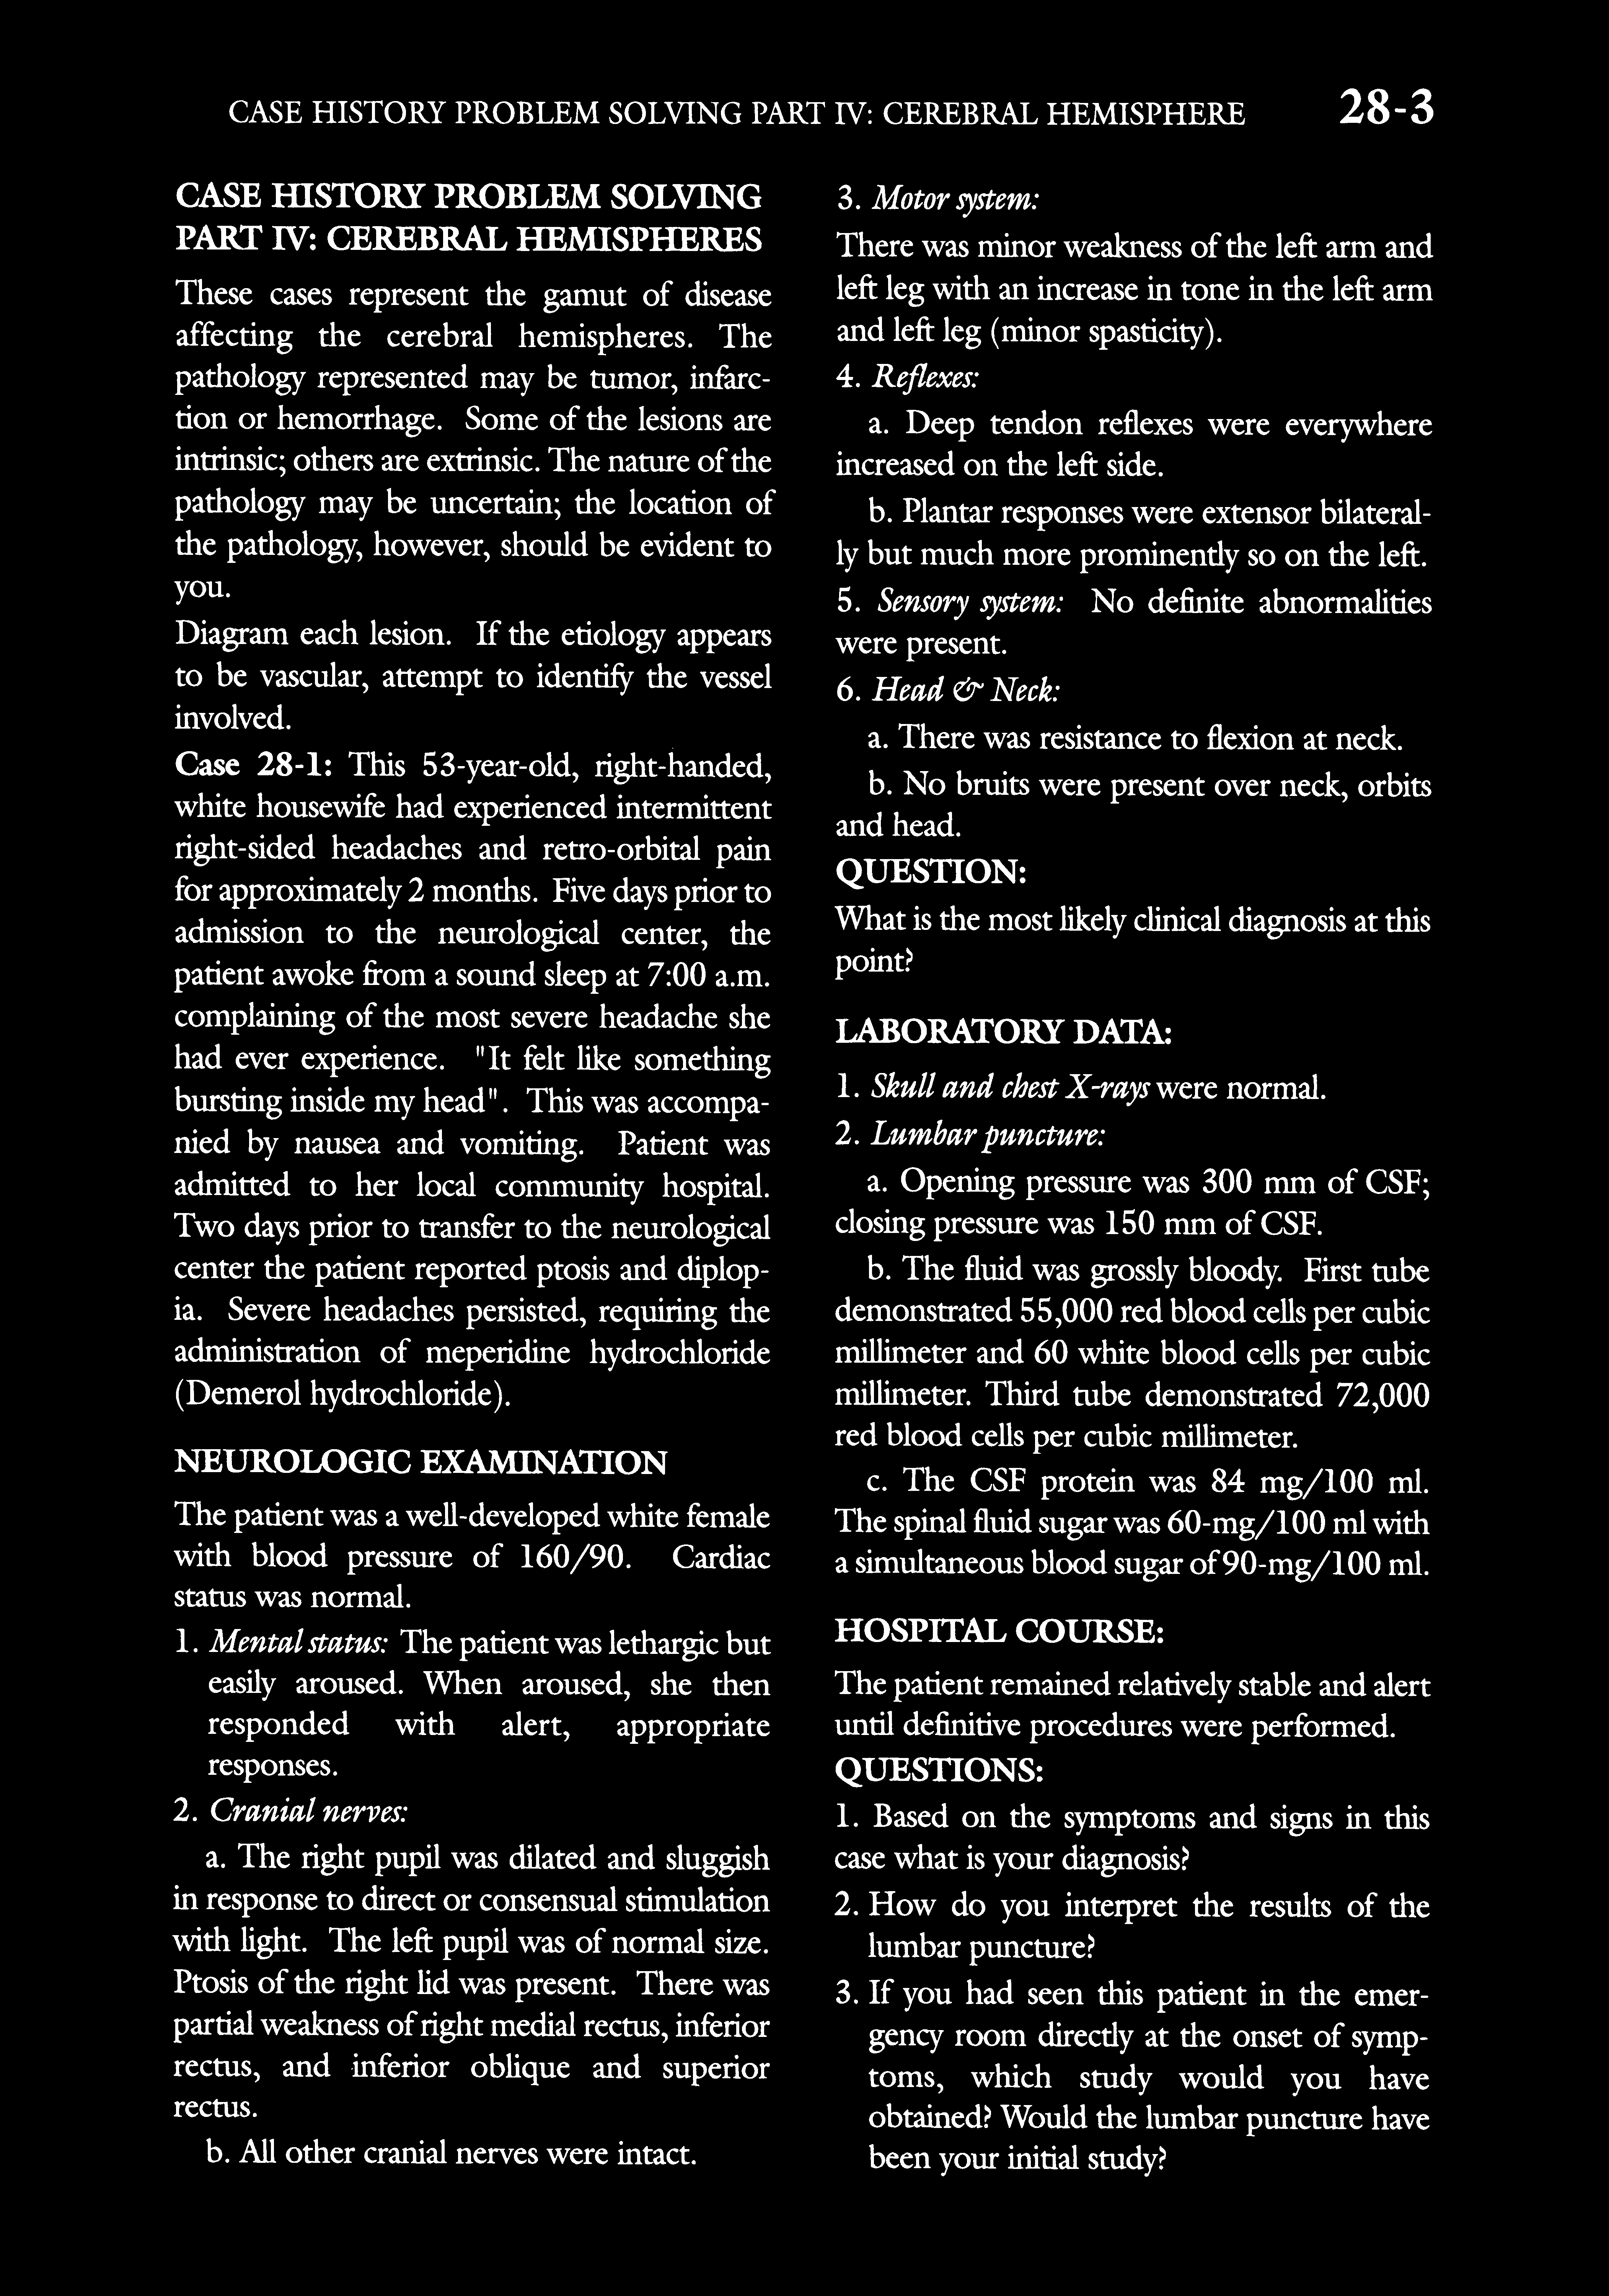 CASE HISTORY PROBLEM SOLVING PART IV: CEREBRAL HEMISPHERE 28-3
CASE HISTORY PROBLEM SOLVING
PART IV: CEREBRAL HEMISPHERES
These cases represent the gamut of disease
affecting the cerebral hemispheres. The
pathology represented may be tumor, infarc-
tion or hemorrhage. Some of the lesions are
intrinsic; others are extrinsic. The nature of the
pathology may be uncertain; the location of
the pathology, however, should be evident to
you.
Diagram each lesion. If the etiology appears
to be vascular, attempt to identify the vessel
involved.
Case 28-1: This 53-year-old, right-handed,
white housewife had experienced intermittent
right-sided headaches and retro-orbital pain
for approximately 2 months. Five days prior to
admission to the neurological center, the
patient awoke from a sound sleep at 7:00 a.m.
complaining of the most severe headache she
had ever experience. "It felt like something
bursting inside my head". This was accompa-
nied by nausea and vomiting. Patient was
admitted to her local community hospital.
Two days prior to transfer to the neurological
center the patient reported ptosis and diplop-
ia. Severe headaches persisted, requiring the
administration of meperidine hydrochloride
(Demerol hydrochloride).
NEUROLOGIC EXAMINATION
The patient was a well-developed white female
with blood pressure of 160/90. Cardiac
status was normal.
1. Mental status: The patient was lethargic but
easily aroused. When aroused, she then
responded with alert, appropriate
responses.
2. Cranial nerves:
a. The right pupil was dilated and sluggish
in response to direct or consensual stimulation
with light. The left pupil was of normal size.
Ptosis of the right lid was present. There was
partial weakness of right medial rectus, inferior
rectus, and inferior oblique and superior
rectus.
b. All other cranial nerves were intact.
3. Motor system:
There was minor weakness of the left arm and
left leg with an increase in tone in the left arm
and left leg (minor spasticity).
4. Reflexes:
a. Deep tendon reflexes were everywhere
increased on the left side.
b. Plantar responses were extensor bilateral-
ly but much more prominently so on the left.
5. Sensory system: No definite abnormalities
were present.
6. Head & Neck:
a. There was resistance to flexion at neck.
b. No bruits were present over neck, orbits
and head.
QUESTION:
What is the most likely clinical diagnosis at this
point?
LABORATORY DATA:
1. Skull and chest X-rays were normal.
2. Lumbar puncture:
a. Opening pressure was 300 mm of CSF;
closing pressure was 150 mm of CSF.
b. The fluid was grossly bloody. First tube
demonstrated 55,000 red blood cells per cubic
millimeter and 60 white blood cells per cubic
millimeter. Third tube demonstrated 72,000
red blood cells per cubic millimeter.
c. The CSF protein was 84 mg/100 ml.
The spinal fluid sugar was 60-mg/100 ml with
a simultaneous blood sugar of 90-mg/100 ml.
HOSPITAL COURSE:
The patient remained relatively stable and alert
until definitive procedures were performed.
QUESTIONS:
1. Based on the symptoms and signs in this
case what is your diagnosis?
2. How do you interpret the results of the
lumbar puncture?
3. If you had seen this patient in the emer-
gency room directly at the onset of symp-
toms, which study would you have
obtained? Would the lumbar puncture have
been your initial study?